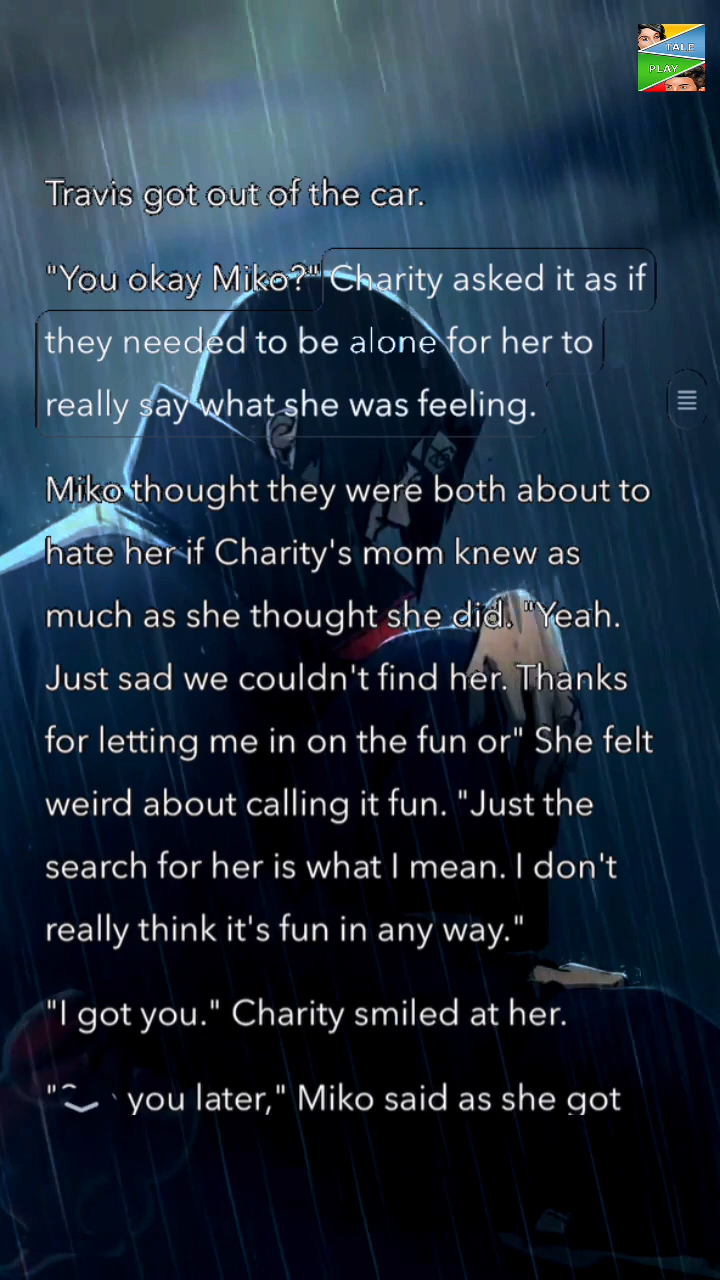 TALE
PLAY
Travis got out of the car.
"You okay Miko?" Charity asked it as if
they needed to be alone for her to
really say what she was feeling.
Miko thought they were both about to
hate her if Charity's mom knew as
much as she thought she did. "Yeah.
Just sad we couldn't find her. Thanks
for letting me in on the fun or" She felt
weird about calling it fun. "Just the
search for her is what I mean. I don't
really think it's fun in any way."
"I got you." Charity smiled at her.
you later," Miko said as she got